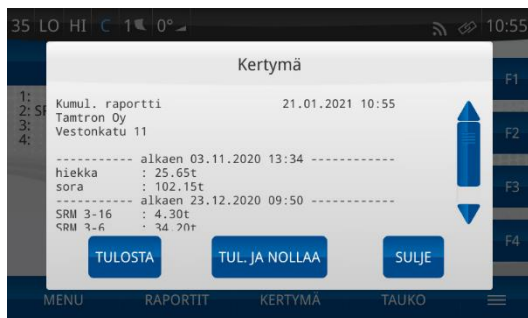 35 LO HI C 1 0° 10:55
Kertymä
F1
1:
2: SR
3:
4:
Kumul. raportti 21.01.2021 10:55
Tamtron Oy
Vestonkatu 11
----------- alkaen 03.11.2020 13:34 ------------
hiekka : 25.65t
sora : 102.15t
----------- alkaen 23.12.2020 09:50 ------------
SRM 3-16 : 4.30t
SRM 3-6 : 34.20t
F2
F3
F4
TULOSTA TUL. JA NOLLAA SULJE
MENU RAPORTIT KERTYMÄ TAUKO